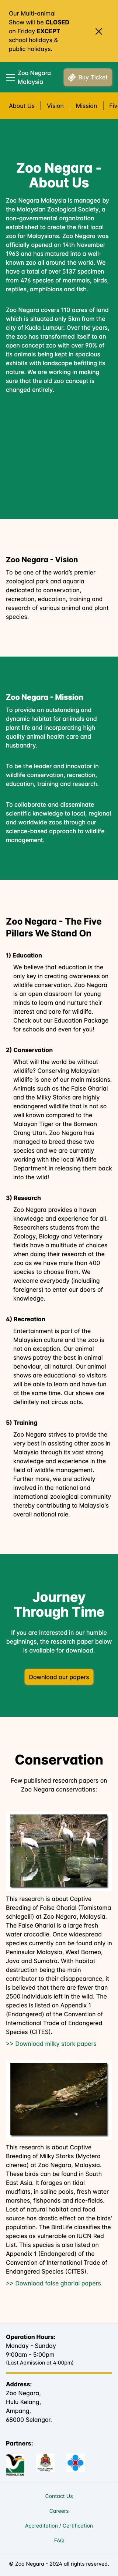 Our Multi-animal
Show will be CLOSED
on Friday EXCEPT
school holidays &
public holidays.
Zoo Negara
Malaysia
Buy Ticket
About Us
Vision
Mission
Zoo Negara -
About Us
Zoo Negara Malaysia is managed by
the Malaysian Zoological Society, a
non-governmental organization
established to create the first local
zoo for Malaysians. Zoo Negara was
officially opened on 14th November
1963 and has matured into a well-
known zoo all around the world. We
have a total of over 5137 specimen
from 476 species of mammals, birds,
reptiles, amphibians and fish.
Zoo Negara covers 110 acres of land
which is situated only 5km from the
city of Kuala Lumpur. Over the years,
the zoo has transformed itself to an
open concept zoo with over 90% of
its animals being kept in spacious
exhibits with landscape befitting its
nature. We are working in making
sure that the old zoo concept is
changed entirely.
Zoo Negara - Vision
To be one of the world's premier
zoological park and aquaria
dedicated to conservation,
recreation, education, training and
research of various animal and plant
species.
Zoo Negara - Mission
To provide an outstanding and
dynamic habitat for animals and
plant life and incorporating high
quality animal health care and
husbandry.
To be the leader and innovator in
wildlife conservation, recreation,
education, training and research.
To collaborate and disseminate
scientific knowledge to local, regional
and worldwide zoos through our
science-based approach to wildlife
management.
Zoo Negara - The Five
Pillars We Stand On
1) Education
We believe that education is the
only key in creating awareness on
wildlife conservation. Zoo Negara
is an open classroom for young
minds to learn and nurture their
interest and care for wildlife.
Check out our Education Package
for schools and even for you!
2) Conservation
What will the world be without
wildlife? Conserving Malaysian
wildlife is one of our main missions.
Animals such as the False Gharial
and the Milky Storks are highly
endangered wildlife that is not so
well known compared to the
Malayan Tiger or the Bornean
Orang Utan. Zoo Negara has
managed to breed these two
species and we are currently
working with the local Wildlife
Department in releasing them back
into the wild!
3) Research
Zoo Negara provides a haven
knowledge and experience for all.
Researchers students from the
Zoology, Biology and Veterinary
fields have a multitude of choices
when doing their research at the
zoo as we have more than 400
species to choose from. We
welcome everybody (including
foreigners) to enter our doors of
knowledge.
4) Recreation
Entertainment is part of the
Malaysian culture and the zoo is
not an exception. Our animal
shows potray the best in animal
behaviour, the natural. Our animal
shows are educational so visitors
will be able to learn and have fun
at the same time. Our shows are
definitely not circus acts.
5) Training
Zoo Negara strives to provide the
very best in assisting other zoos in
Malaysia through its vast strong
knowledge and experience in the
field of wildlife management.
Further more, we are actively
involved in the national and
international zoological community
thereby contributing to Malaysia's
overall national role.
Journey
Through Time
If you are interested in our humble
beginnings, the research paper below
is available for download.
Download our papers
Conservation
Few published research papers on
Zoo Negara conservations:
This research is about Captive
Breeding of False Gharial (Tomistoma
schlegelii) at Zoo Negara, Malaysia.
The False Gharial is a large fresh
water crocodile. Once widespread
species currently can be found only in
Peninsular Malaysia, West Borneo,
Java and Sumatra. With habitat
destruction being the main
contributor to their disappearance, it
is believed that there are fewer than
2500 individuals left in the wild. The
species is listed on Appendix 1
(Endangered) of the Convention of
International Trade of Endangered
Species (CITES).
>> Download milky stork papers
This research is about Captive
Breeding of Milky Storks (Myctera
cinerea) at Zoo Negara, Malaysia.
These birds can be found in South
East Asia. It forages on tidal
mudflats, in saline pools, fresh water
marshes, fishponds and rice-fields.
Lost of natural habitat and food
sources has drastic effect on the birds'
population. The BirdLife classifies the
species as vulnerable on IUCN Red
List. This species is also listed on
Appendix 1 (Endangered) of the
Convention of International Trade of
Endangered Species (CITES).
>> Download false gharial papers
Operation Hours:
Monday - Sunday
9:00am - 5:00pm
(Last Admission at 4:00pm)
Address:
Zoo Negara,
Hulu Kelang,
Ampang,
68000 Selangor.
Partners:
Contact Us
Careers
Accreditation / Certification
FAQ
© Zoo Negara - 2024 all rights reserved.